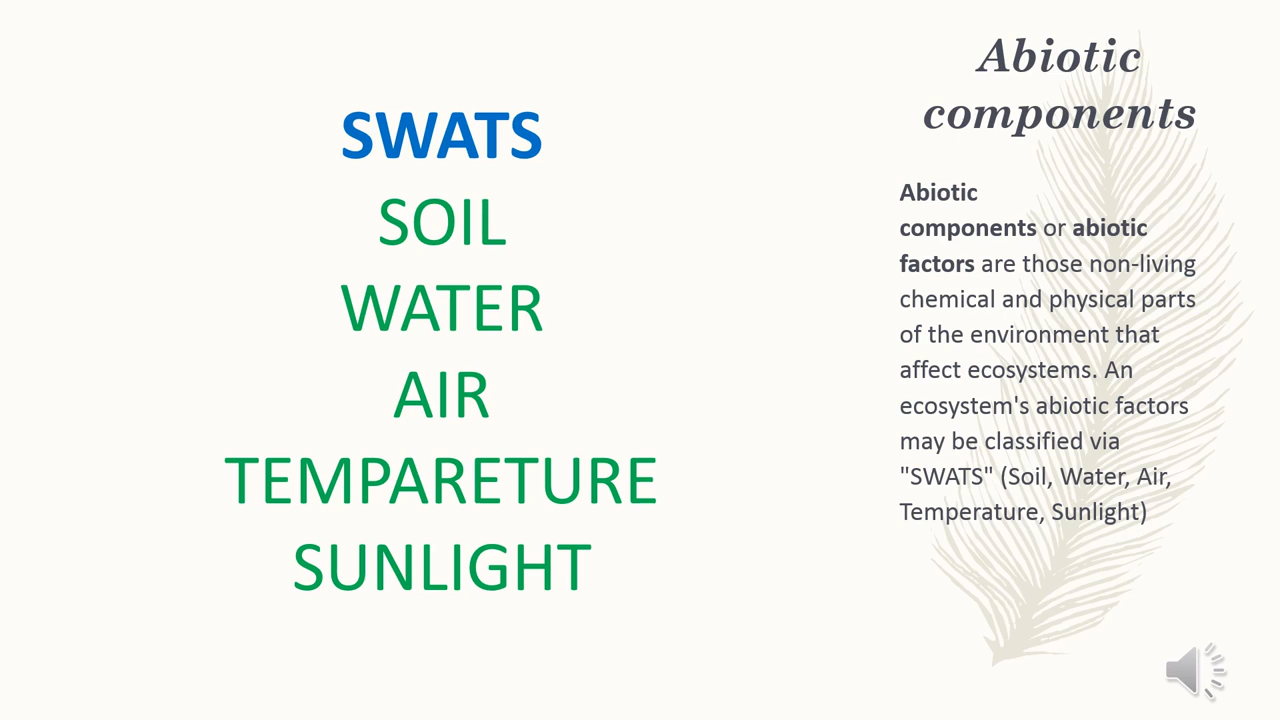 SWATS
SOIL
WATER
AIR
TEMPARETURE
SUNLIGHT
Abiotic
components
Abiotic
components or abiotic
factors are those non-living
chemical and physical parts
of the environment that
affect ecosystems. An
ecosystem's abiotic factors
may be classified via
"SWATS" (Soil, Water, Air,
Temperature, Sunlight)